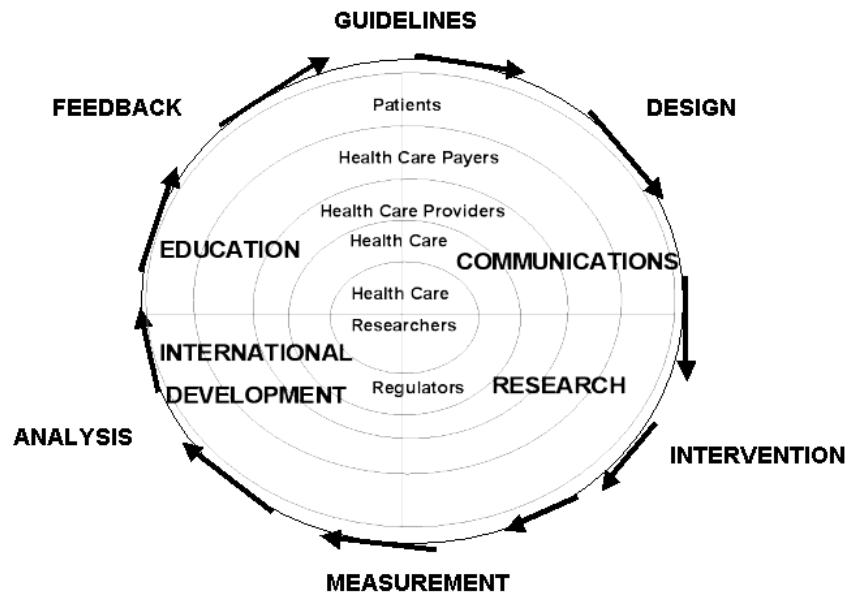 GUIDELINES
FEEDBACK
DESIGN
Patients
Health Care Payers
Health Care Providers
Health Care
EDUCATION
COMMUNICATIONS
Health Care
Researchers
INTERNATIONAL
DEVELOPMENT
Regulators
RESEARCH
ANALYSIS
INTERVENTION
MEASUREMENT